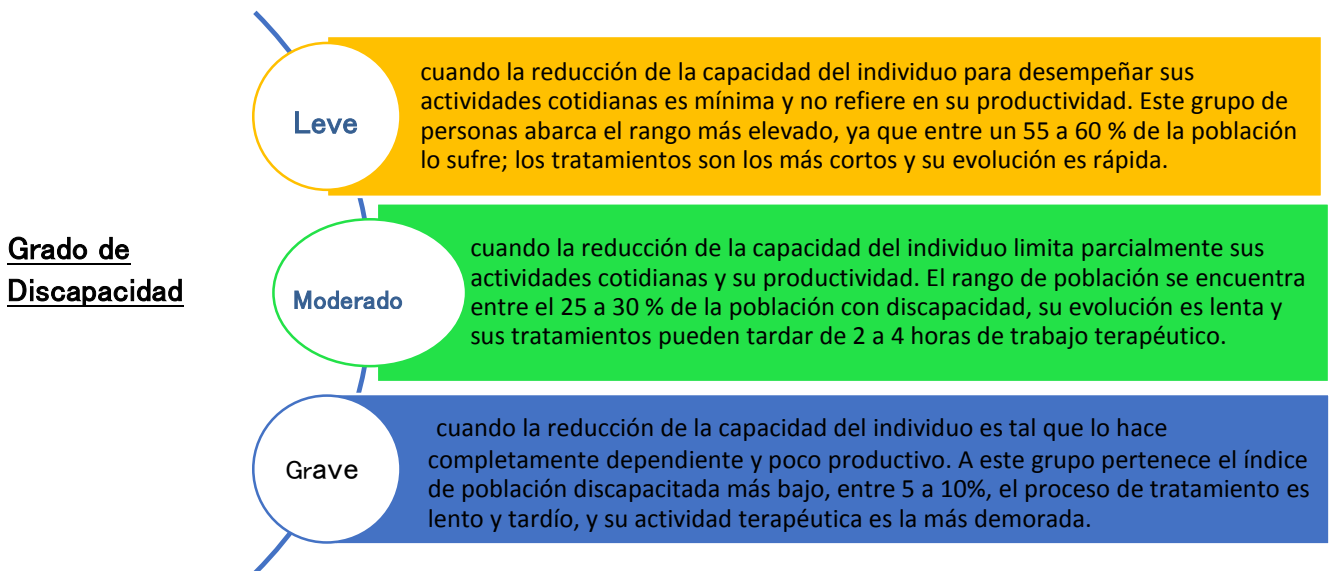 Grado de
Discapacidad
Leve
cuando la reducción de la capacidad del individuo para desempeñar sus
actividades cotidianas es mínima y no refiere en su productividad. Este grupo de
personas abarca el rango más elevado, ya que entre un 55 a 60 % de la población
lo sufre; los tratamientos son los más cortos y su evolución es rápida.
Moderado
cuando la reducción de la capacidad del individuo limita parcialmente sus
actividades cotidianas y su productividad. El rango de población se encuentra
entre el 25 a 30 % de la población con discapacidad, su evolución es lenta y
sus tratamientos pueden tardar de 2 a 4 horas de trabajo terapéutico.
Grave
cuando la reducción de la capacidad del individuo es tal que lo hace
completamente dependiente y poco productivo. A este grupo pertenece el índice
de población discapacitada más bajo, entre 5 a 10%, el proceso de tratamiento es
lento y tardío, y su actividad terapéutica es la más demorada.